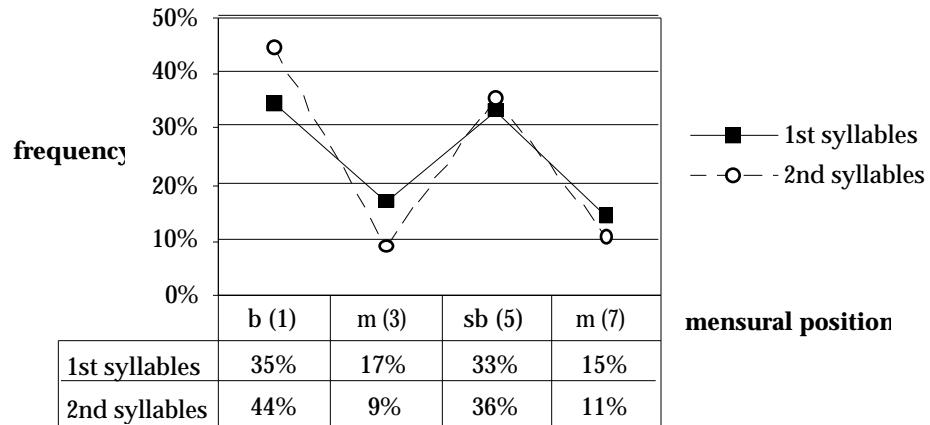 50%
40%
30%
20%
10%
0%
frequency
1st syllables
2nd syllables
b (1) m (3) sb (5) m (7)
mensural position
1st syllables 35% 17% 33% 15%
2nd syllables 44% 9% 36% 11%